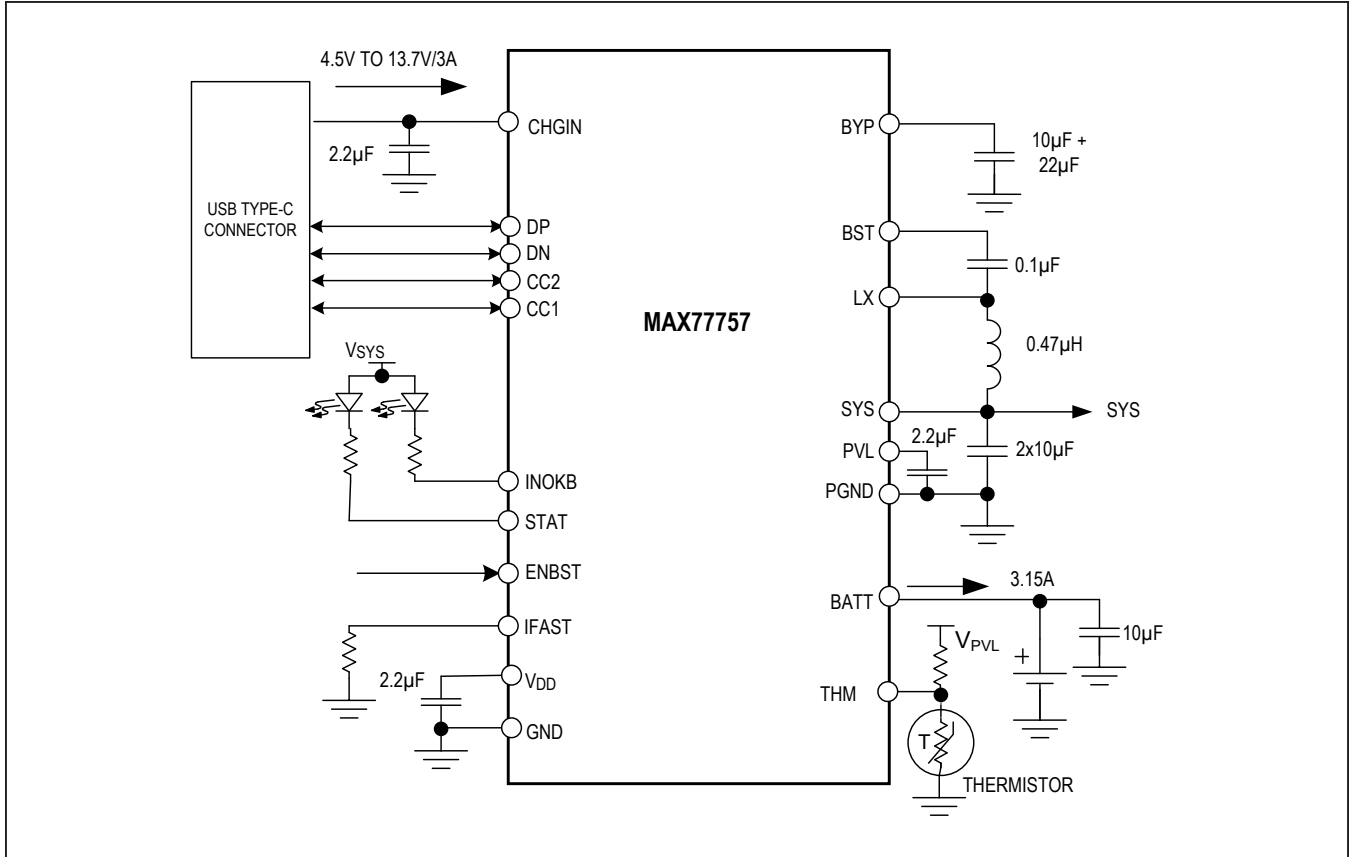 4.5V TO 13.7V/3A
CHGIN
2.2µF
USB TYPE-C
CONNECTOR
DP
DN
CC2
CC1
VSYS
INOKB
STAT
ENBST
IFAST
2.2µF
VDD
GND
MAX77757
BYP
10µF +
22µF
BST
0.1µF
LX
0.47µH
SYS
SYS
2.2µF
PVL
2x10µF
PGND
3.15A
BATT
10µF
VPVL
+
THM
T
THERMISTOR